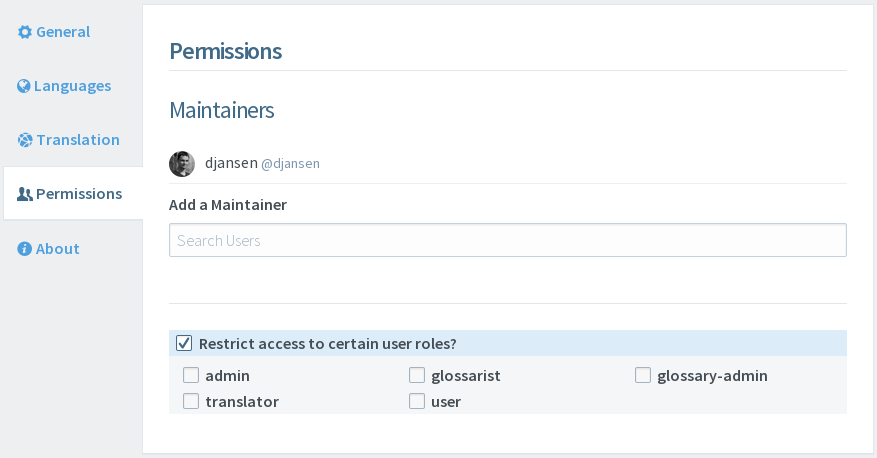 General
Languages
Translation
Permissions
About
Permissions
Maintainers
djansen @djansen
Add a Maintainer
Search Users
Restrict access to certain user roles?
admin glossarist glossary-admin
translator user